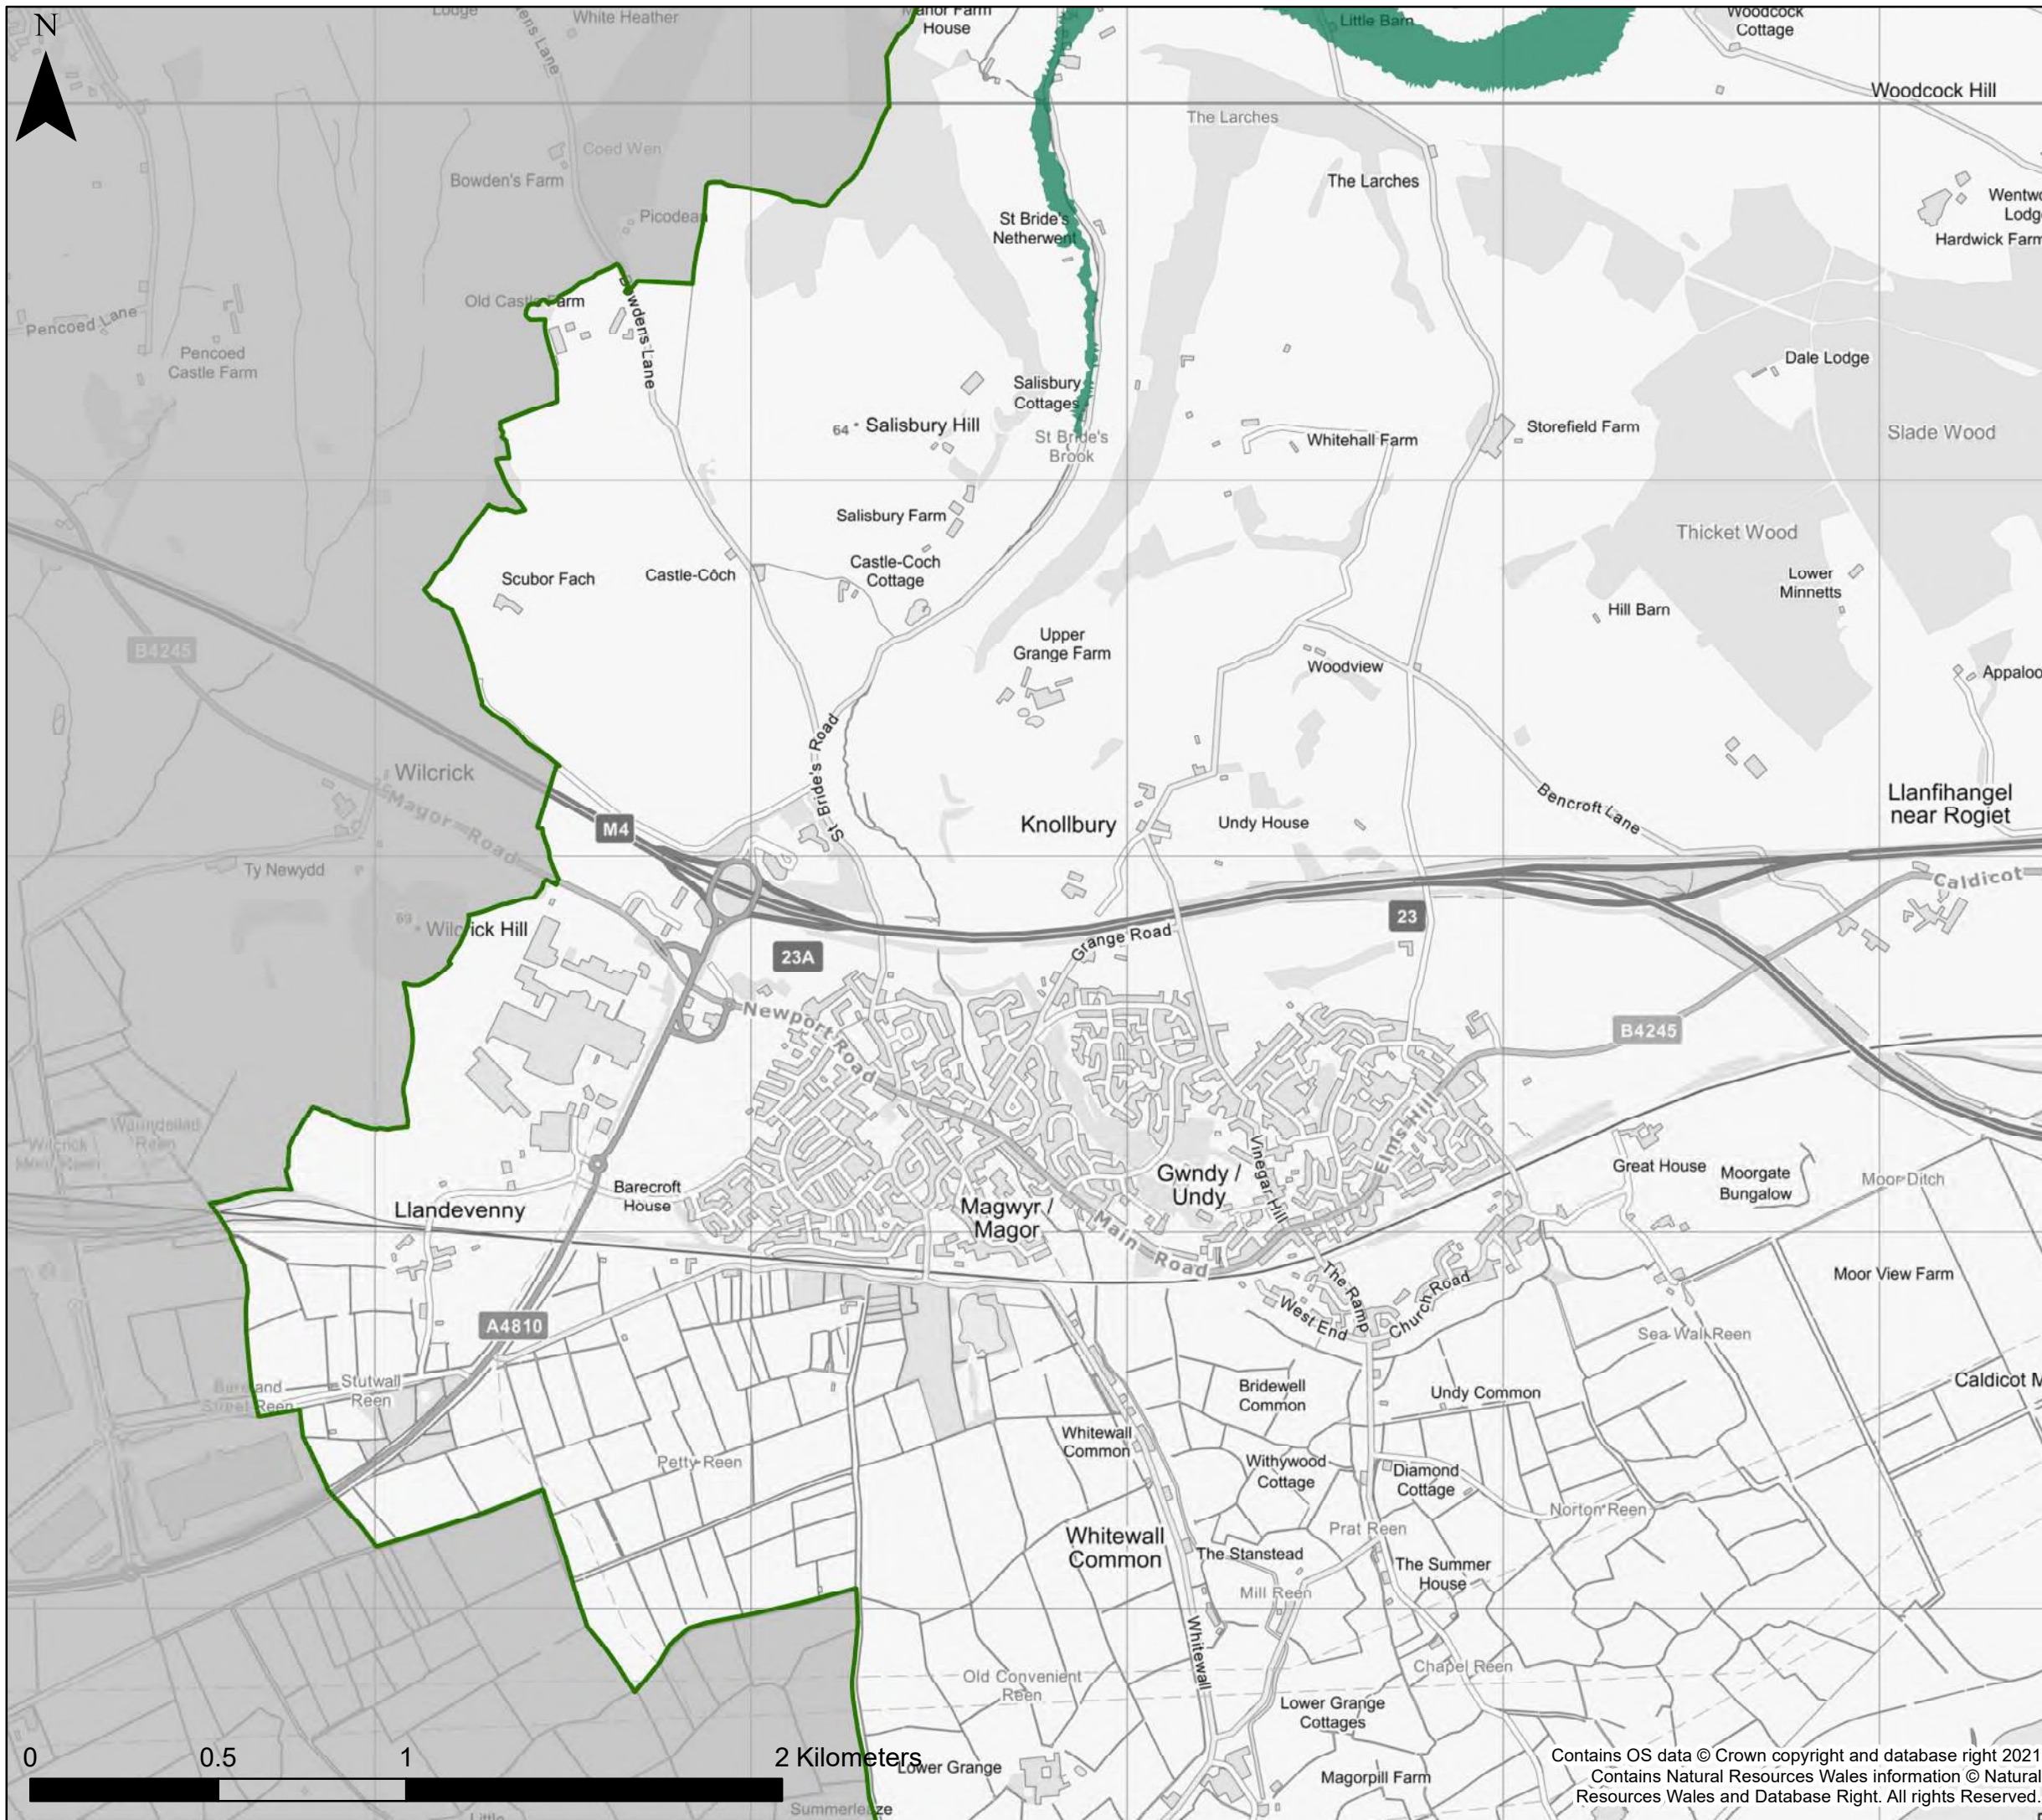 N
Lodge
White Heather
Manor Farm
House
Little Barn
Woodcock
Cottage
Woodcock Hill
The Larches
Coed Wen
Bowden's Farm
The Larches
Picodean
St Bride's
Netherwent
Hardwick Farm
Old Castle Farm
Bowdens Lane
Pencoed Lane
Pencoed
Castle Farm
Dale Lodge
Salisbury
Cottages
64
Salisbury Hill
St Bride's
Brook
Whitehall Farm
Storefield Farm
Slade Wood
Salisbury Farm
Thicket Wood
Castle-Coch
Cottage
Scubor Fach
Castle-Côch
Lower
Minnetts
Hill Barn
Upper
Grange Farm
B4245
Woodview
St Bride's Road
Wilcrick
Magor Road
Bencroft Lane
Llanfihangel
near Rogiet
M4
Knollbury
Undy House
Ty Newydd
Caldicot
69
Wilcrick Hill
23
Grange Road
23A
Newport Road
B4245
Elms Hill
Vinegar Hill
Great House
Moorgate
Bungalow
Moor Ditch
Gwndy /
Undy
Barecroft
House
Llandevenny
Magwyr /
Magor
Main Road
The Ramp
Church Road
West End
Moor View Farm
A4810
Sea Wall Reen
Stutwall
Reen
Street Reen
Bridewell
Common
Undy Common
Whitewall
Common
Petty Reen
Withywood
Cottage
Diamond
Cottage
Norton Reen
Prat Reen
Whitewall
Common
The Stanstead
The Summer
House
Mill Reen
Whitewall
Chapel Reen
Old Convenient
Reen
Lower Grange
Cottages
0 0.5 1 2 Kilometers
Lower Grange
Magorpill Farm
Summerleaze
Little
Contains OS data © Crown copyright and database right 2021
Contains Natural Resources Wales information © Natural
Resources Wales and Database Right. All rights Reserved.